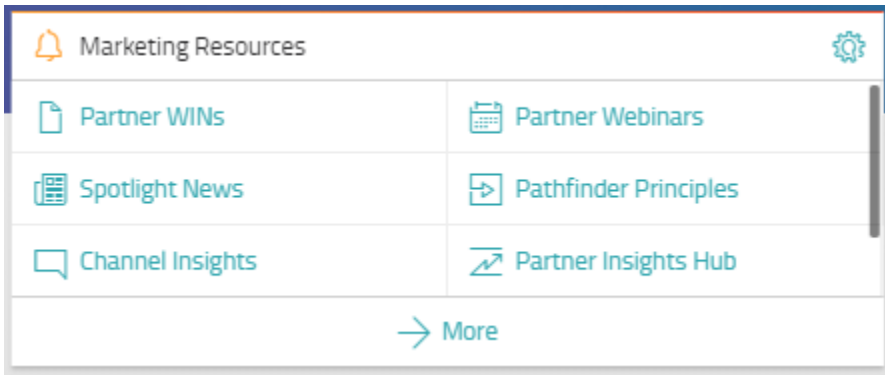 Marketing Resources
Partner WINs
Partner Webinars
Spotlight News
Pathfinder Principles
Channel Insights
Partner Insights Hub
More